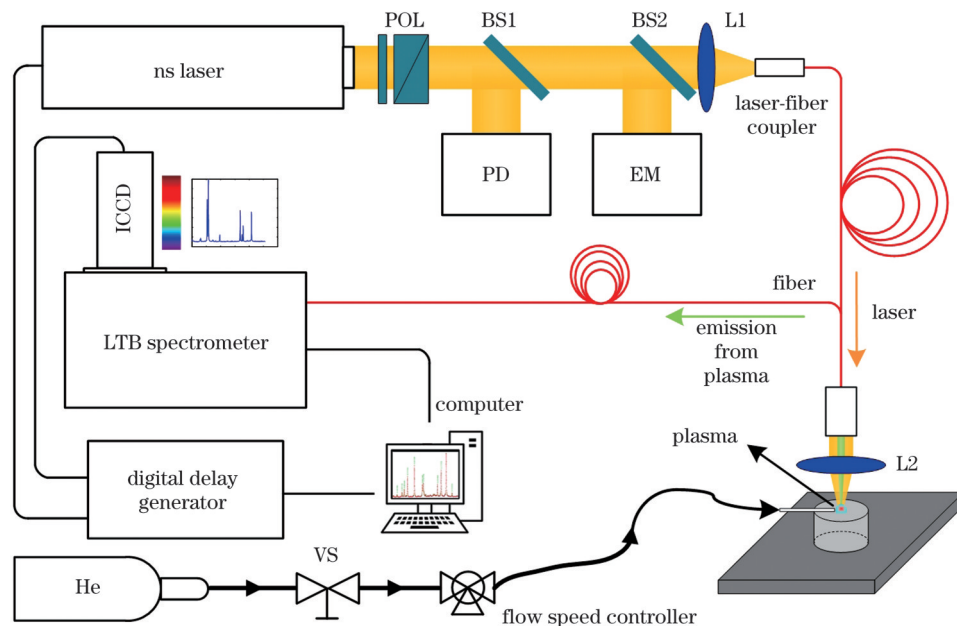 POL
BS1
BS2
L1
ns laser
laser-fiber
coupler
PD
EM
ICCD
fiber
laser
LTB spectrometer
emission
from
plasma
computer
plasma
L2
digital delay
generator
VS
He
flow speed controller